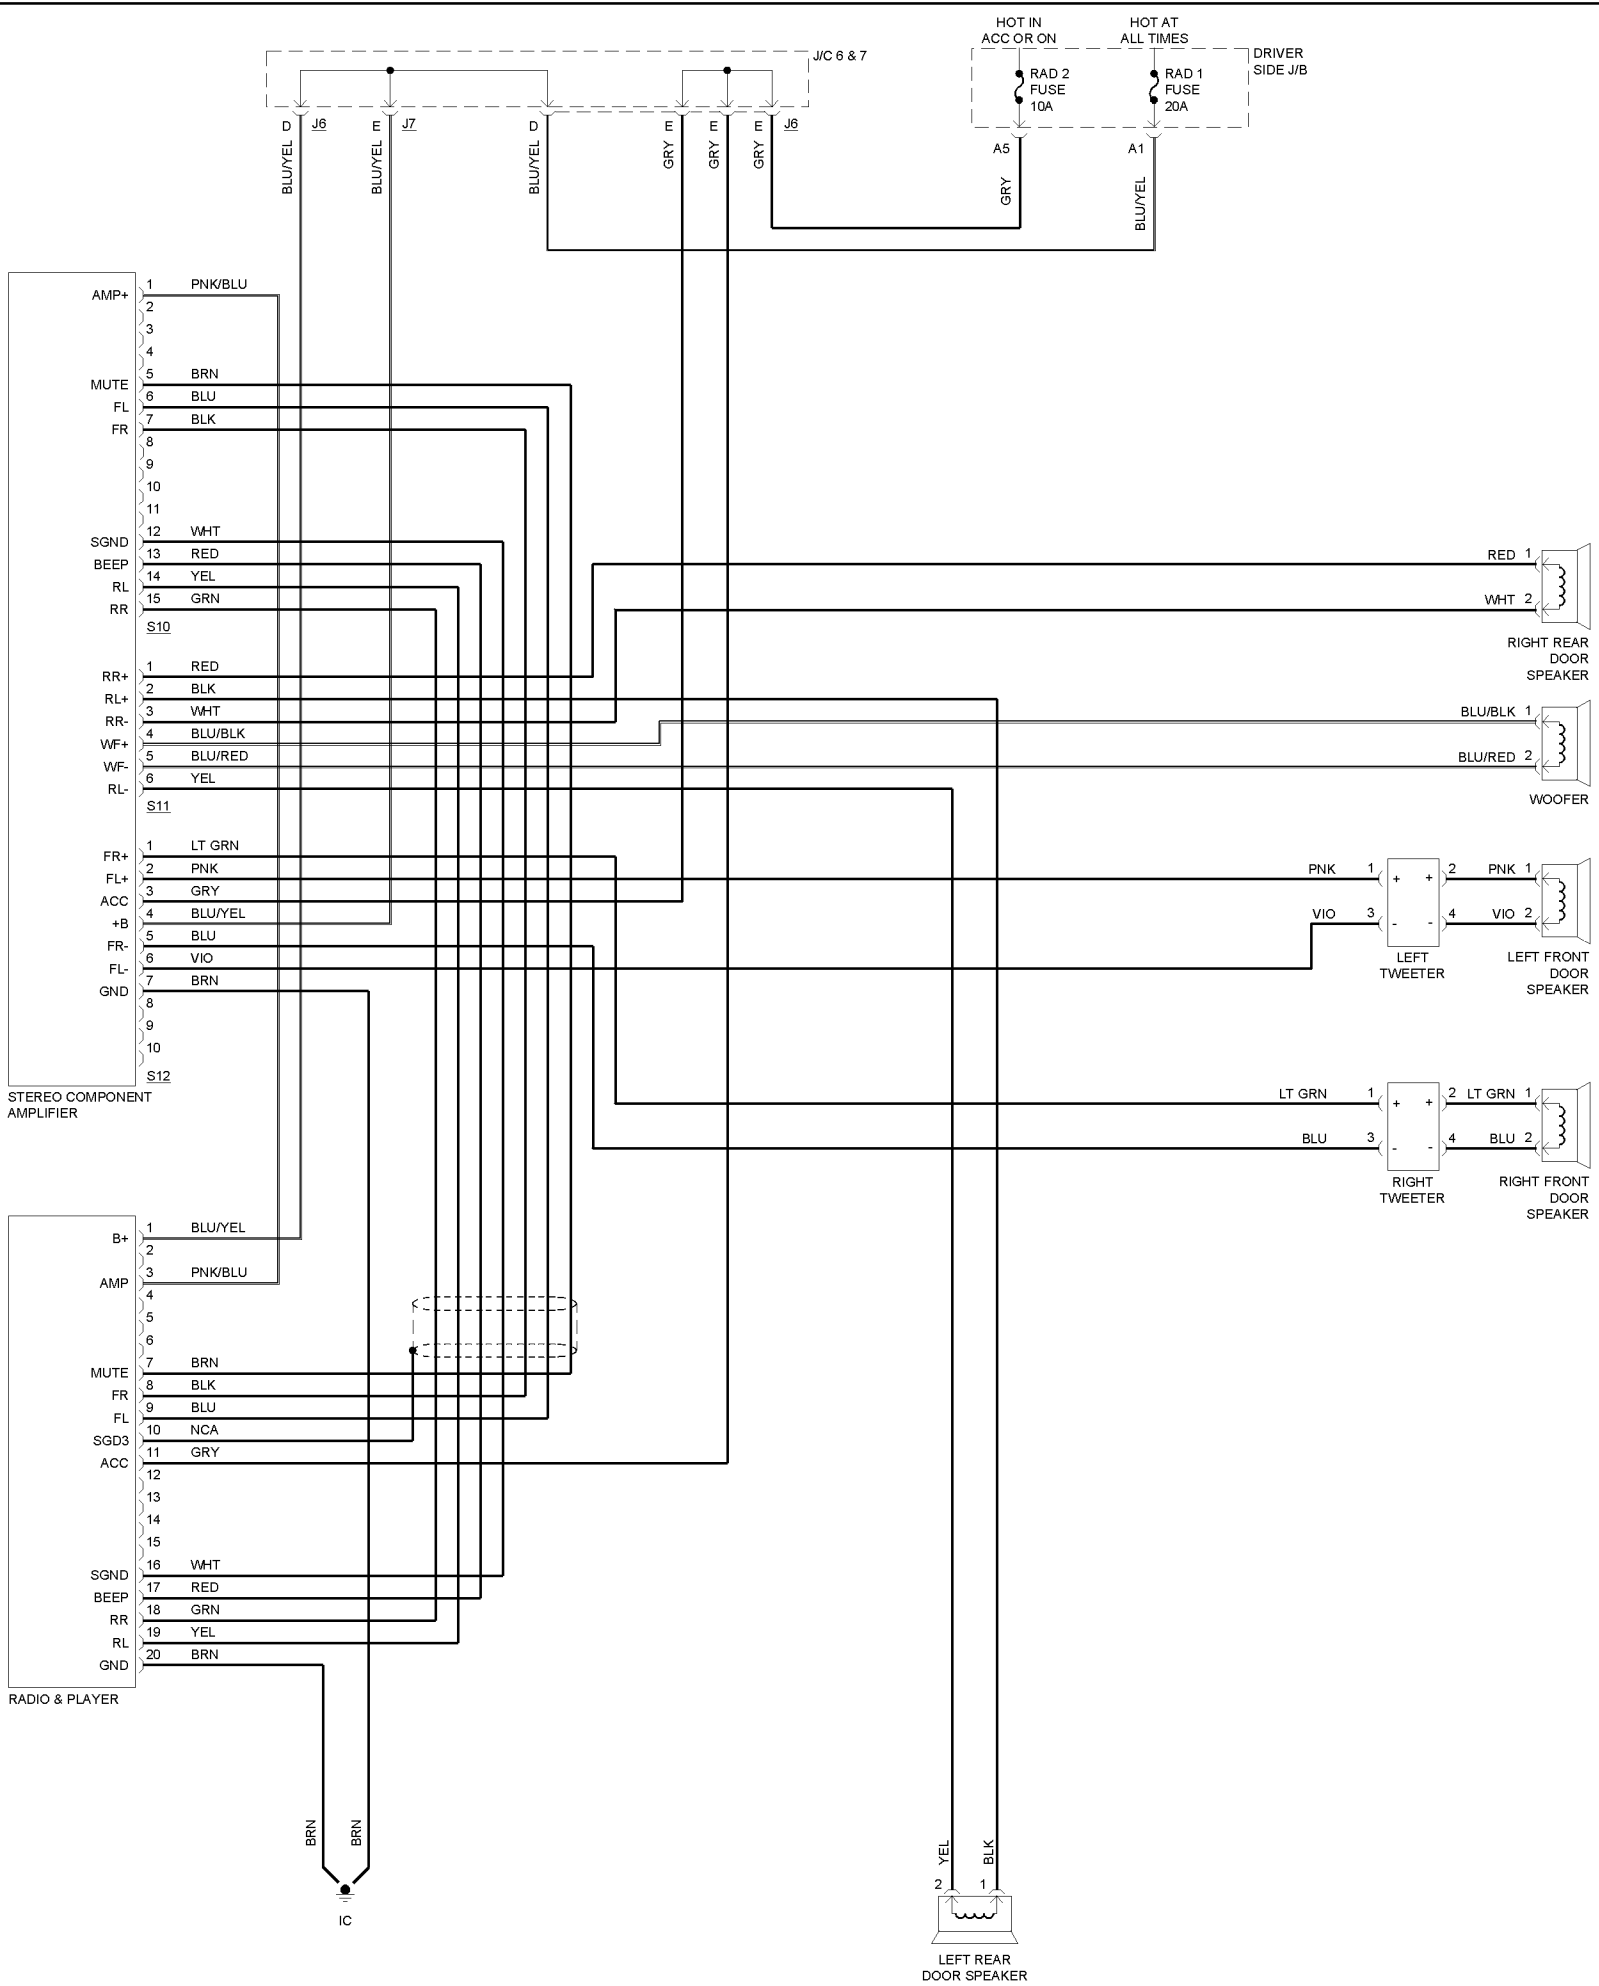 HOT IN
ACC OR ON
HOT AT
ALL TIMES
J/C 6 & 7
DRIVER
SIDE J/B
RAD 2
FUSE
10A
RAD 1
FUSE
20A
D J6 E J7 D E E E J6
A5 A1
BLU/YEL
BLU/YEL
BLU/YEL
GRY
GRY
GRY
GRY
BLU/YEL
AMP+ 1 PNK/BLU
2
3
4
MUTE 5 BRN
FL 6 BLU
FR 7 BLK
8
9
10
11
SGND 12 WHT
BEEP 13 RED
RL 14 YEL
RR 15 GRN
S10
RR+ 1 RED
RL+ 2 BLK
RR- 3 WHT
WF+ 4 BLU/BLK
WF- 5 BLU/RED
RL- 6 YEL
S11
FR+ 1 LT GRN
FL+ 2 PNK
ACC 3 GRY
+B 4 BLU/YEL
FR- 5 BLU
FL- 6 VIO
GND 7 BRN
8
9
10
S12
STEREO COMPONENT
AMPLIFIER
RED 1
WHT 2
RIGHT REAR
DOOR
SPEAKER
BLU/BLK 1
BLU/RED 2
WOOFER
PNK 1 + + 2 PNK 1
VIO 3 - - 4 VIO 2
LEFT
TWEETER
LEFT FRONT
DOOR
SPEAKER
LT GRN 1 + + 2 LT GRN 1
BLU 3 - - 4 BLU 2
RIGHT
TWEETER
RIGHT FRONT
DOOR
SPEAKER
B+ 1 BLU/YEL
2
AMP 3 PNK/BLU
4
5
6
MUTE 7 BRN
FR 8 BLK
FL 9 BLU
SGD3 10 NCA
ACC 11 GRY
12
13
14
15
SGND 16 WHT
BEEP 17 RED
RR 18 GRN
RL 19 YEL
GND 20 BRN
RADIO & PLAYER
BRN
BRN
IC
YEL
BLK
2 1
LEFT REAR
DOOR SPEAKER